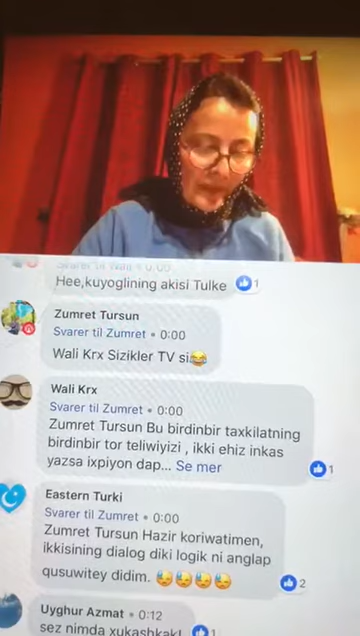 Hee,kuyoglining akisi Tulke
1
Zumret Tursun
Svarer til Zumret • 0:00
Wali Krx Sizikler TV si😂
Wali Krx
Svarer til Zumret • 0:00
Zumret Tursun Bu birdinbir taxkilatning
birdinbir tor teliwiyizi , ikki ehiz inkas
yazsa ixpiyon dap... Se mer
1
Eastern Turki
Svarer til Zumret • 0:00
Zumret Tursun Hazir koriwatimen,
ikkisining dialog diki logik ni anglap
qusuwitey didim. 😓😓😓😓
2
Uyghur Azmat • 0:12
sez nimda xukashkak!
1